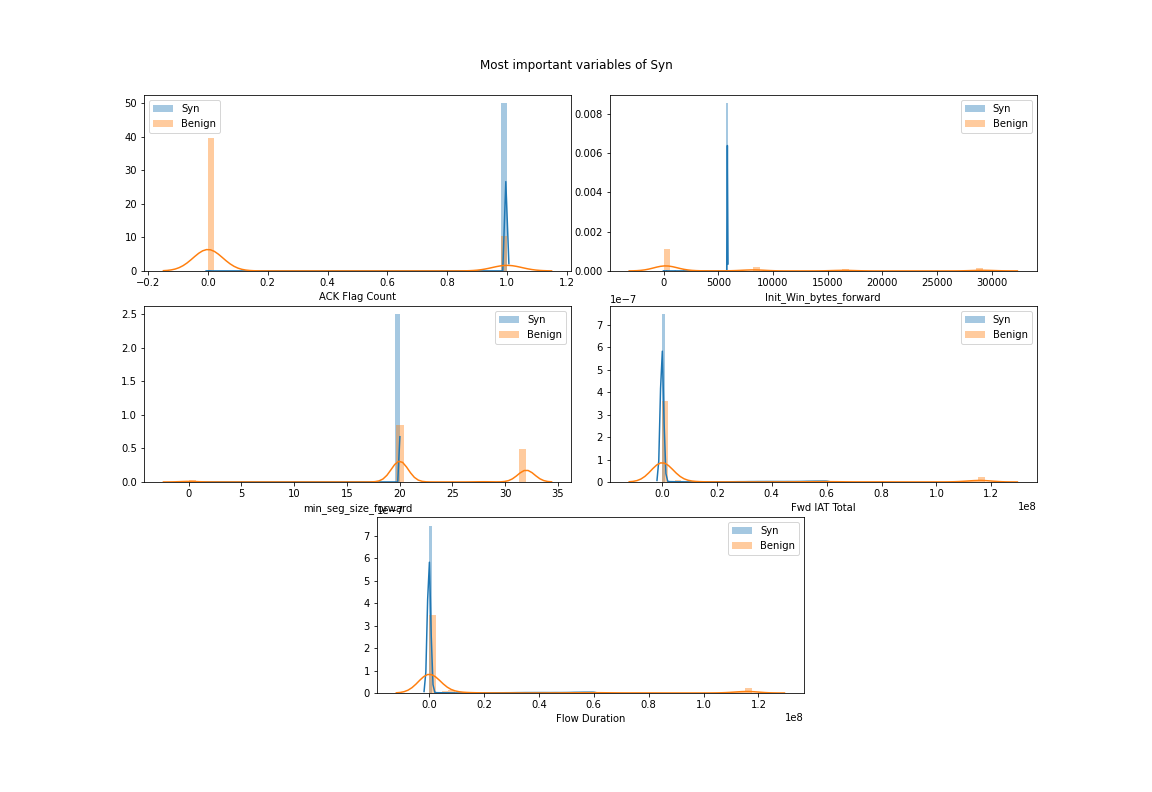 Most important variables of Syn
50
40
30
20
10
0
Syn
Benign
−0.2 0.0 0.2 0.4 0.6 0.8 1.0 1.2
ACK Flag Count
0.008
0.006
0.004
0.002
0.000
Syn
Benign
0 5000 10000 15000 20000 25000 30000
Init_Win_bytes_forward
2.5
2.0
1.5
1.0
0.5
0.0
Syn
Benign
0 5 10 15 20 25 30 35
min_seg_size_forward
1e−7
7
6
5
4
3
2
1
0
Syn
Benign
0.0 0.2 0.4 0.6 0.8 1.0 1.2
1e8
Fwd IAT Total
1e−7
7
6
5
4
3
2
1
0
Syn
Benign
0.0 0.2 0.4 0.6 0.8 1.0 1.2
1e8
Flow Duration